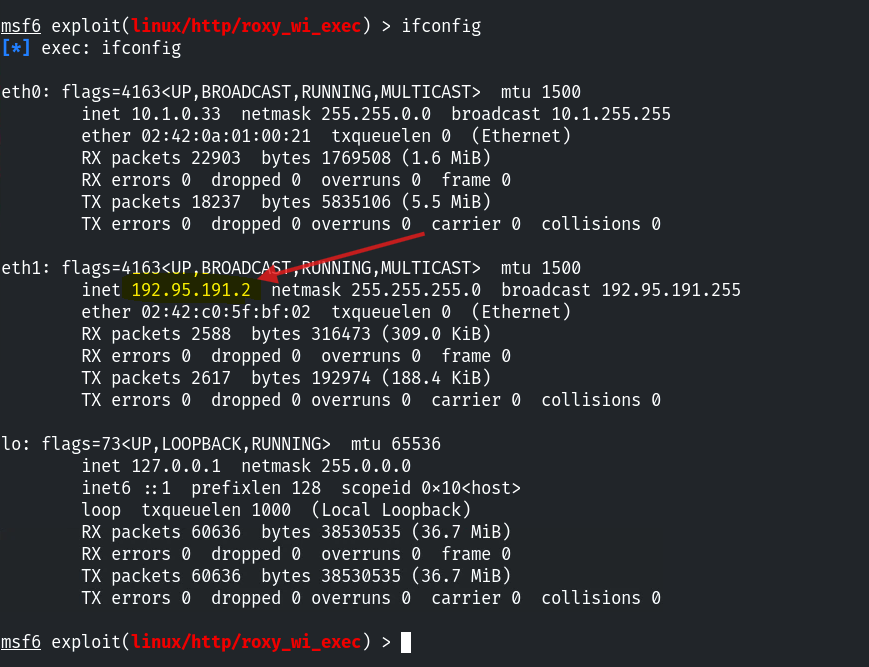 msf6 exploit(linux/http/roxy_wi_exec) > ifconfig
[*] exec: ifconfig
eth0: flags=4163<UP,BROADCAST,RUNNING,MULTICAST>  mtu 1500
        inet 10.1.0.33  netmask 255.255.0.0  broadcast 10.1.255.255
        ether 02:42:0a:01:00:21  txqueuelen 0  (Ethernet)
        RX packets 22903  bytes 1769508 (1.6 MiB)
        RX errors 0  dropped 0  overruns 0  frame 0
        TX packets 18237  bytes 5835106 (5.5 MiB)
        TX errors 0  dropped 0 overruns 0  carrier 0  collisions 0
eth1: flags=4163<UP,BROADCAST,RUNNING,MULTICAST>  mtu 1500
        inet 192.95.191.2  netmask 255.255.255.0  broadcast 192.95.191.255
        ether 02:42:c0:5f:bf:02  txqueuelen 0  (Ethernet)
        RX packets 2588  bytes 316473 (309.0 KiB)
        RX errors 0  dropped 0  overruns 0  frame 0
        TX packets 2617  bytes 192974 (188.4 KiB)
        TX errors 0  dropped 0 overruns 0  carrier 0  collisions 0
lo: flags=73<UP,LOOPBACK,RUNNING>  mtu 65536
        inet 127.0.0.1  netmask 255.0.0.0
        inet6 ::1  prefixlen 128  scopeid 0x10<host>
        loop  txqueuelen 1000  (Local Loopback)
        RX packets 60636  bytes 38530535 (36.7 MiB)
        RX errors 0  dropped 0  overruns 0  frame 0
        TX packets 60636  bytes 38530535 (36.7 MiB)
        TX errors 0  dropped 0 overruns 0  carrier 0  collisions 0
msf6 exploit(linux/http/roxy_wi_exec) >